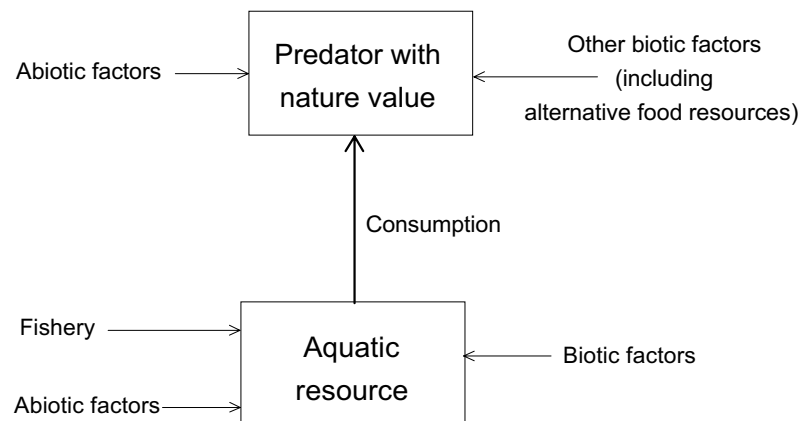 Abiotic factors
Predator with
nature value
Other biotic factors
(including
alternative food resources)
Consumption
Fishery
Abiotic factors
Aquatic
resource
Biotic factors